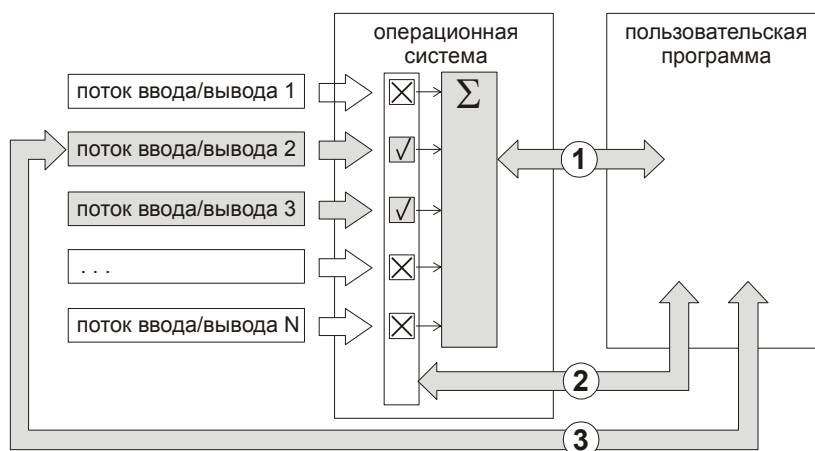 операционная
система
пользовательская
программа
поток ввода/вывода 1
Σ
поток ввода/вывода 2
1
поток ввода/вывода 3
. . .
поток ввода/вывода N
2
3